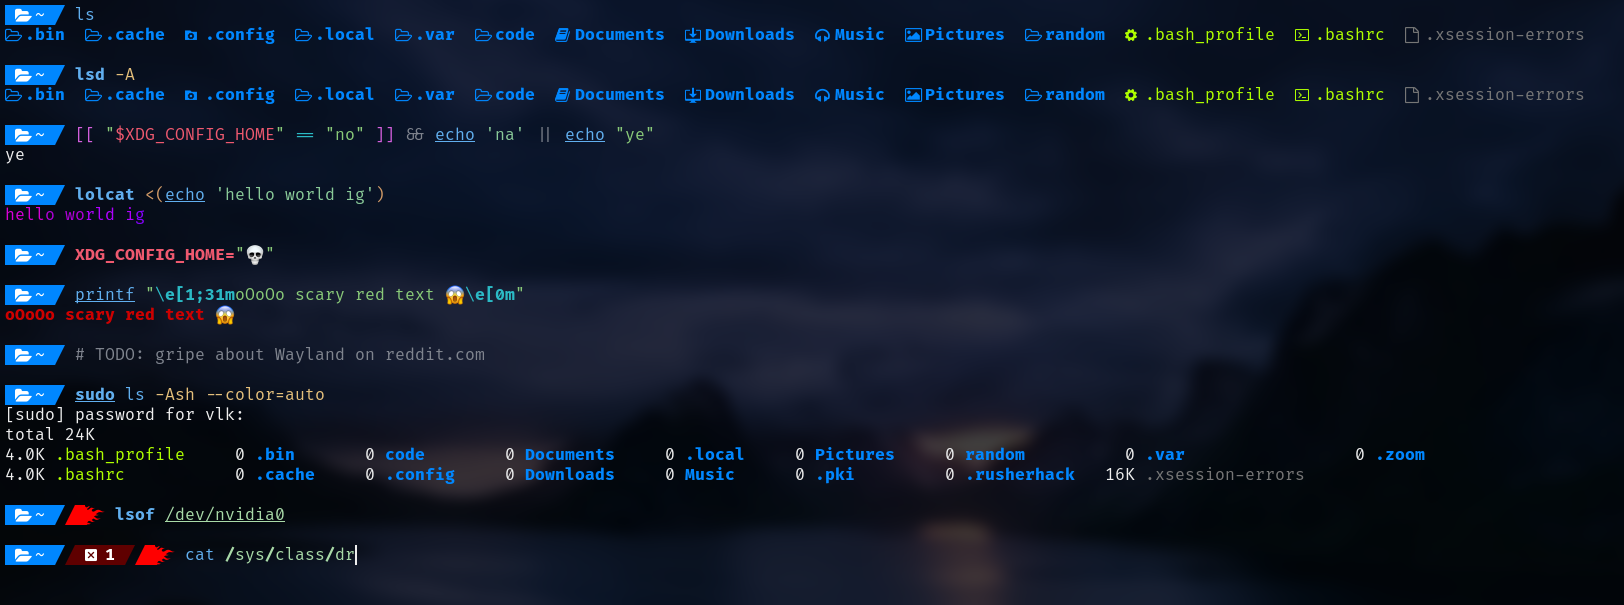 ~ ls
.bin .cache .config .local .var code Documents Downloads Music Pictures random .bash_profile .bashrc .xsession-errors
~ lsd -A
.bin .cache .config .local .var code Documents Downloads Music Pictures random .bash_profile .bashrc .xsession-errors
~ [[ "$XDG_CONFIG_HOME" == "no" ]] && echo 'na' || echo "ye"
ye
~ lolcat <(echo 'hello world ig')
hello world ig
~ XDG_CONFIG_HOME="💀"
~ printf "\e[1;31moOoOo scary red text 😱\e[0m"
oOoOo scary red text 😱
~ # TODO: gripe about Wayland on reddit.com
~ sudo ls -Ash --color=auto
[sudo] password for vlk:
total 24K
4.0K .bash_profile 0 .bin 0 code 0 Documents 0 .local 0 Pictures 0 random 0 .var 0 .zoom
4.0K .bashrc 0 .cache 0 .config 0 Downloads 0 Music 0 .pki 0 .rusherhack 16K .xsession-errors
~ lsof /dev/nvidia0
~ 1 cat /sys/class/dr